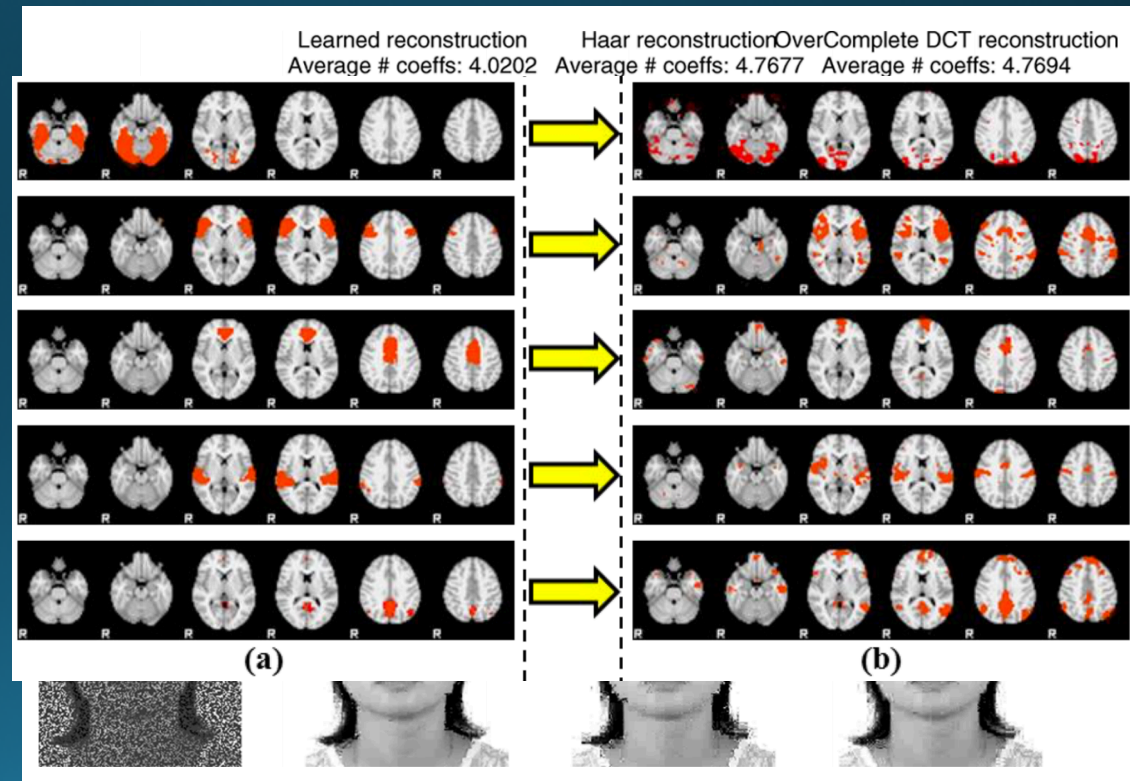 Learned reconstruction
Average # coeffs: 4.0202
Haar reconstruction
Average # coeffs: 4.7677
OverComplete DCT reconstruction
Average # coeffs: 4.7694
R R R R R R
R R R R R R
R R R R R R
R R R R R R
R R R R R R
R R R R R R
R R R R R R
R R R R R R
R R R R R R
R R R R R R
(a)
(b)